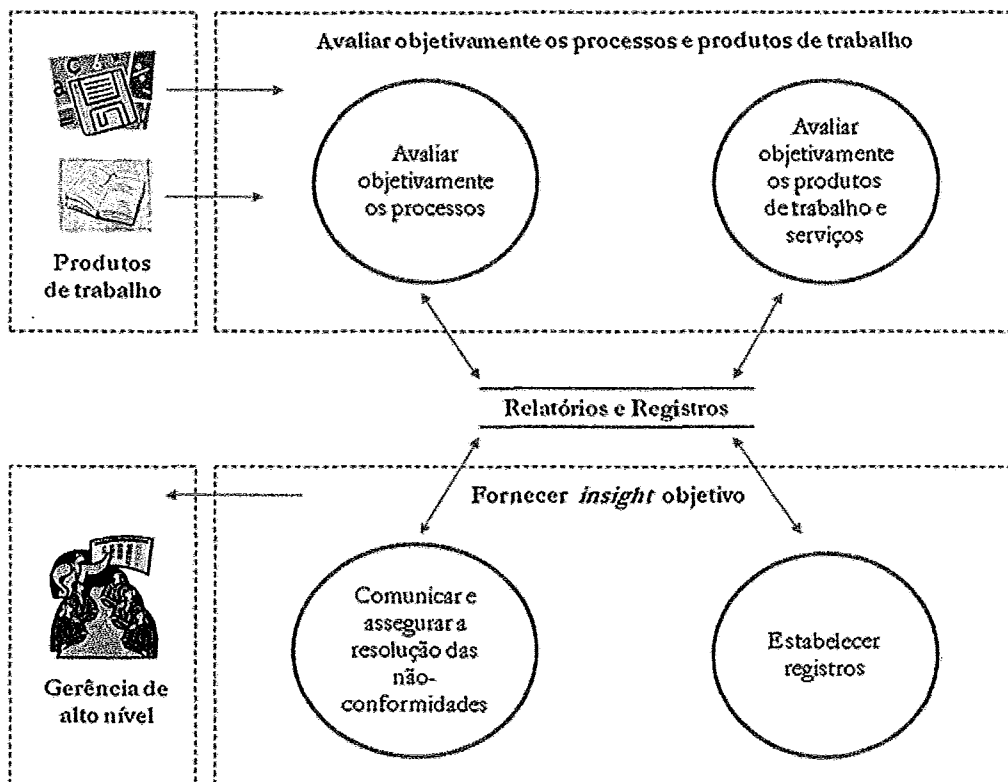 Avaliar objetivamente os processos e produtos de trabalho
Avaliar
objetivamente
os processos
Avaliar
objetivamente
os produtos
de trabalho e
serviços
Produtos
de trabalho
Relatórios e Registros
Fornecer insight objetivo
Comunicar e
assegurar a
resolução das
não-
conformidades
Estabelecer
registros
Gerência de
alto nível